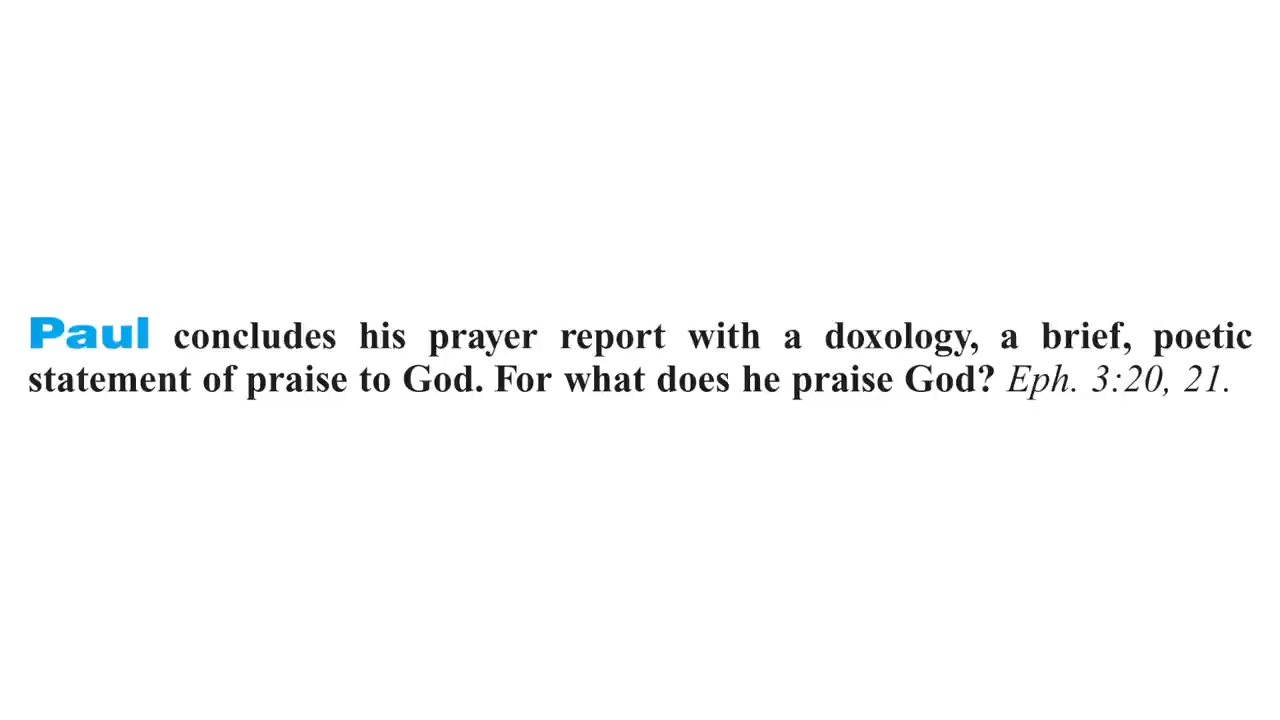 Paul concludes his prayer report with a doxology, a brief, poetic
statement of praise to God. For what does he praise God? Eph. 3:20, 21.